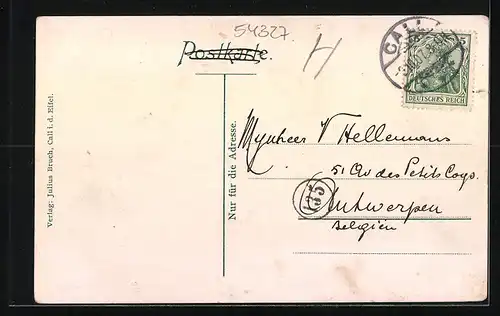 54327
Postkarte.
H
CALL
DEUTSCHES REICH
Verlag: Julius Bruch, Call i. d. Eifel.
Nur für die Adresse.
Mynheer V Hellemans
51 Av des Petits Coqs.
135
Antwerpen
Belgien